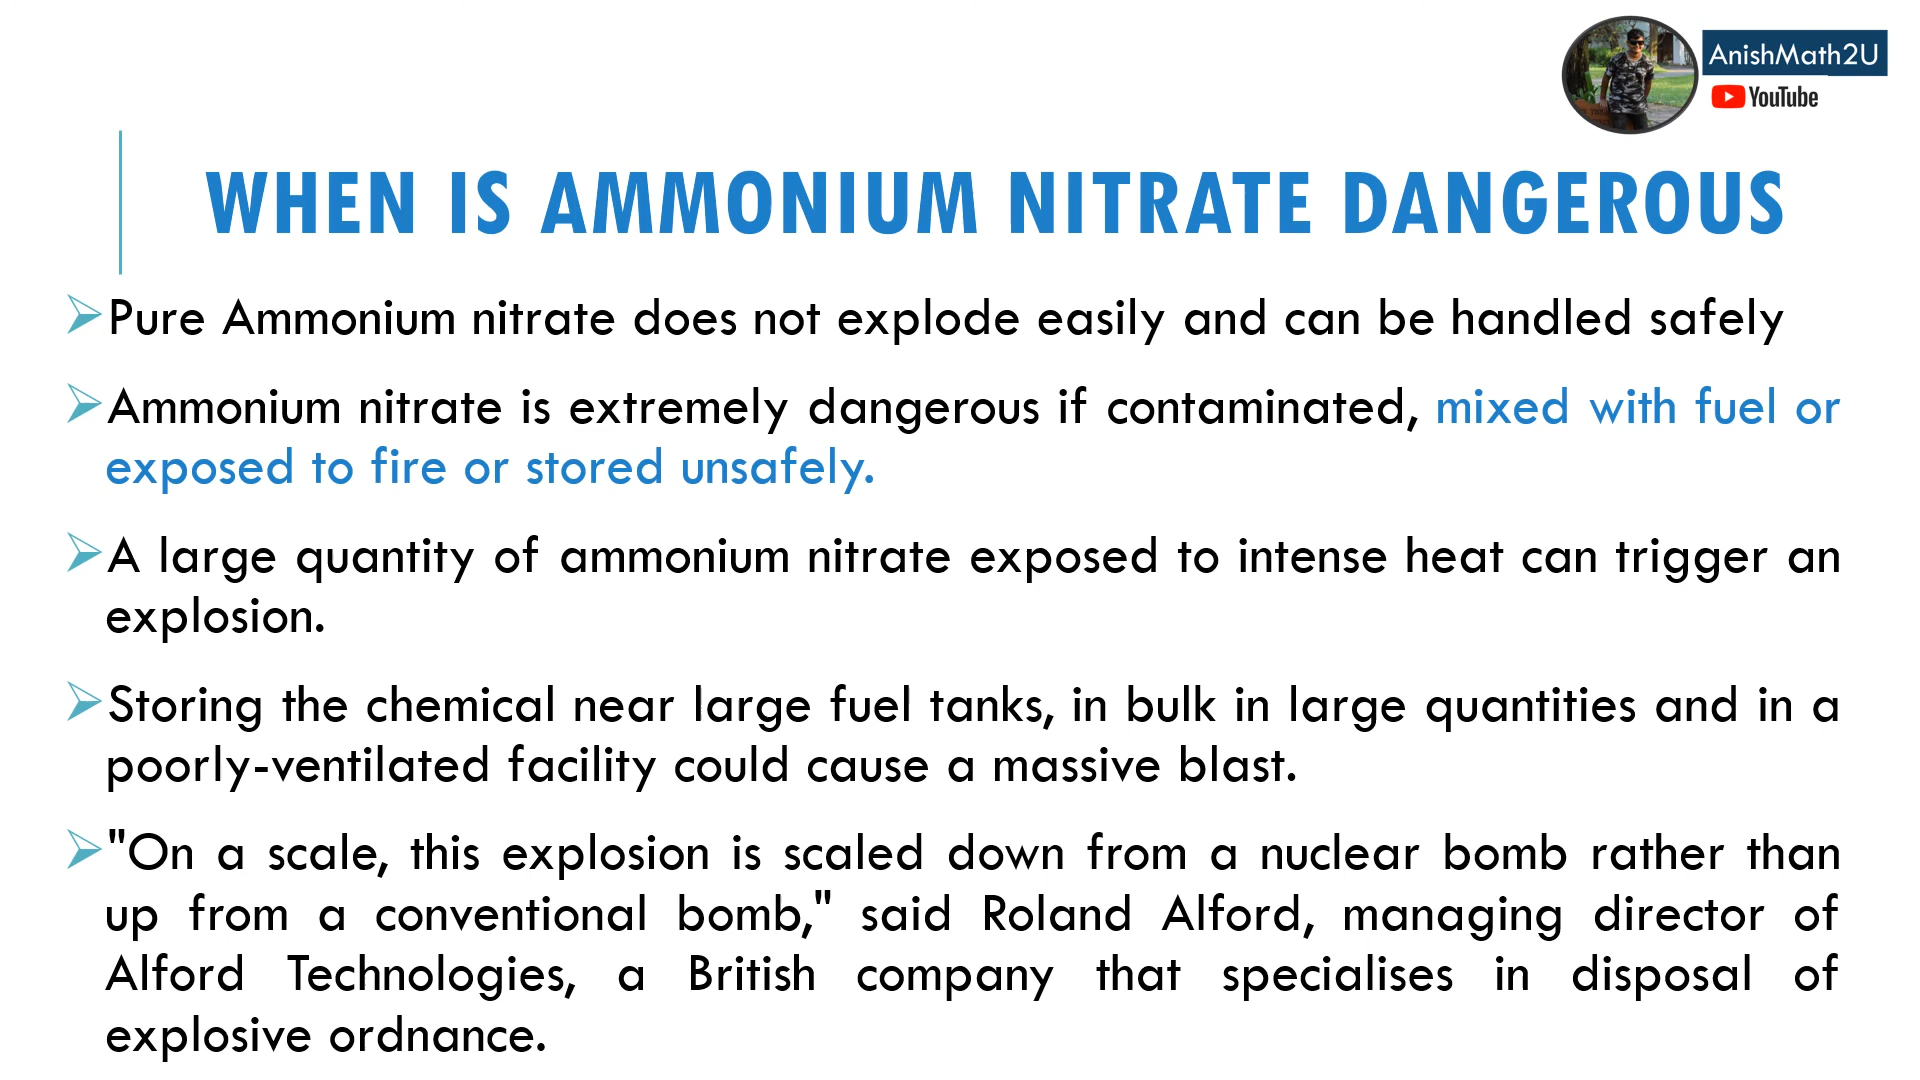 AnishMath2U
YouTube
WHEN IS AMMONIUM NITRATE DANGEROUS
Pure Ammonium nitrate does not explode easily and can be handled safely
Ammonium nitrate is extremely dangerous if contaminated, mixed with fuel or
exposed to fire or stored unsafely.
A large quantity of ammonium nitrate exposed to intense heat can trigger an
explosion.
Storing the chemical near large fuel tanks, in bulk in large quantities and in a
poorly-ventilated facility could cause a massive blast.
"On a scale, this explosion is scaled down from a nuclear bomb rather than
up from a conventional bomb," said Roland Alford, managing director of
Alford Technologies, a British company that specialises in disposal of
explosive ordnance.